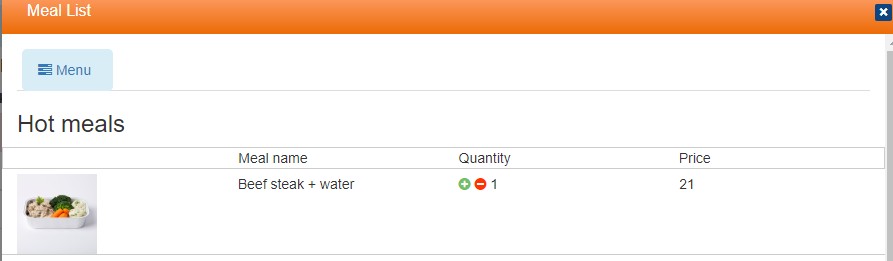 Meal List
Menu
Hot meals
Meal name Quantity Price
Beef steak + water 1 21